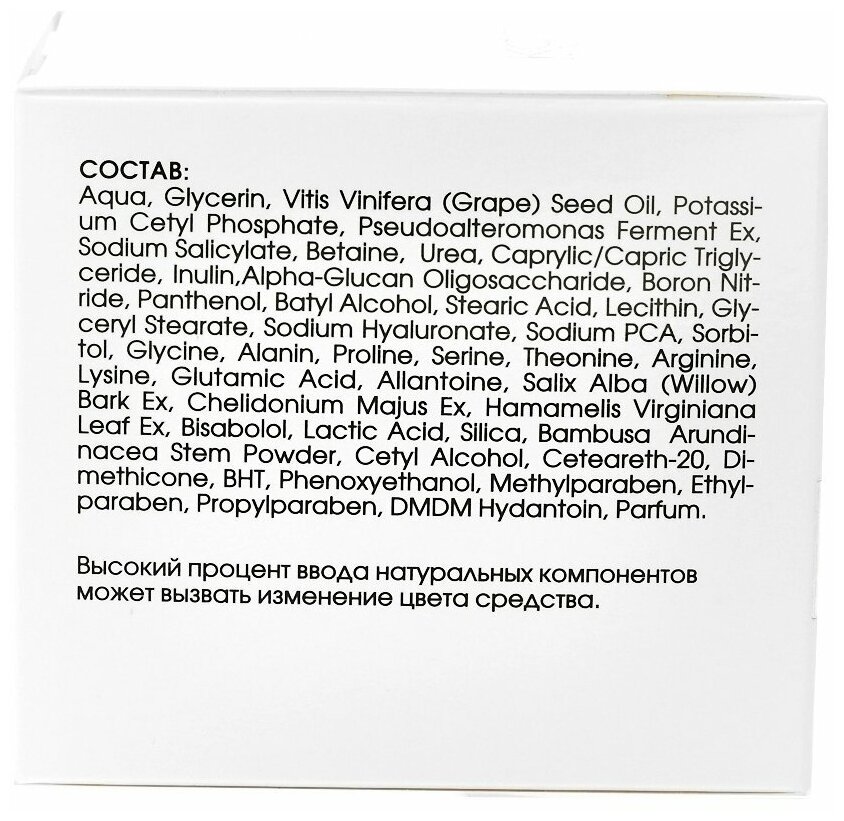 СОСТАВ:
Aqua, Glycerin, Vitis Vinifera (Grape) Seed Oil, Potassi-
um Cetyl Phosphate, Pseudoalteromonas Ferment Ex,
Sodium Salicylate, Betaine, Urea, Caprylic/Capric Trigly-
ceride, Inulin,Alpha-Glucan Oligosaccharide, Boron Nit-
ride, Panthenol, Batyl Alcohol, Stearic Acid, Lecithin, Gly-
ceryl Stearate, Sodium Hyaluronate, Sodium PCA, Sorbi-
tol, Glycine, Alanin, Proline, Serine, Theonine, Arginine,
Lysine, Glutamic Acid, Allantoine, Salix Alba (Willow)
Bark Ex, Chelidonium Majus Ex, Hamamelis Virginiana
Leaf Ex, Bisabolol, Lactic Acid, Silica, Bambusa Arundi-
nacea Stem Powder, Cetyl Alcohol, Ceteareth-20, Di-
methicone, BHT, Phenoxyethanol, Methylparaben, Ethyl-
paraben, Propylparaben, DMDM Hydantoin, Parfum.
Высокий процент ввода натуральных компонентов
может вызвать изменение цвета средства.